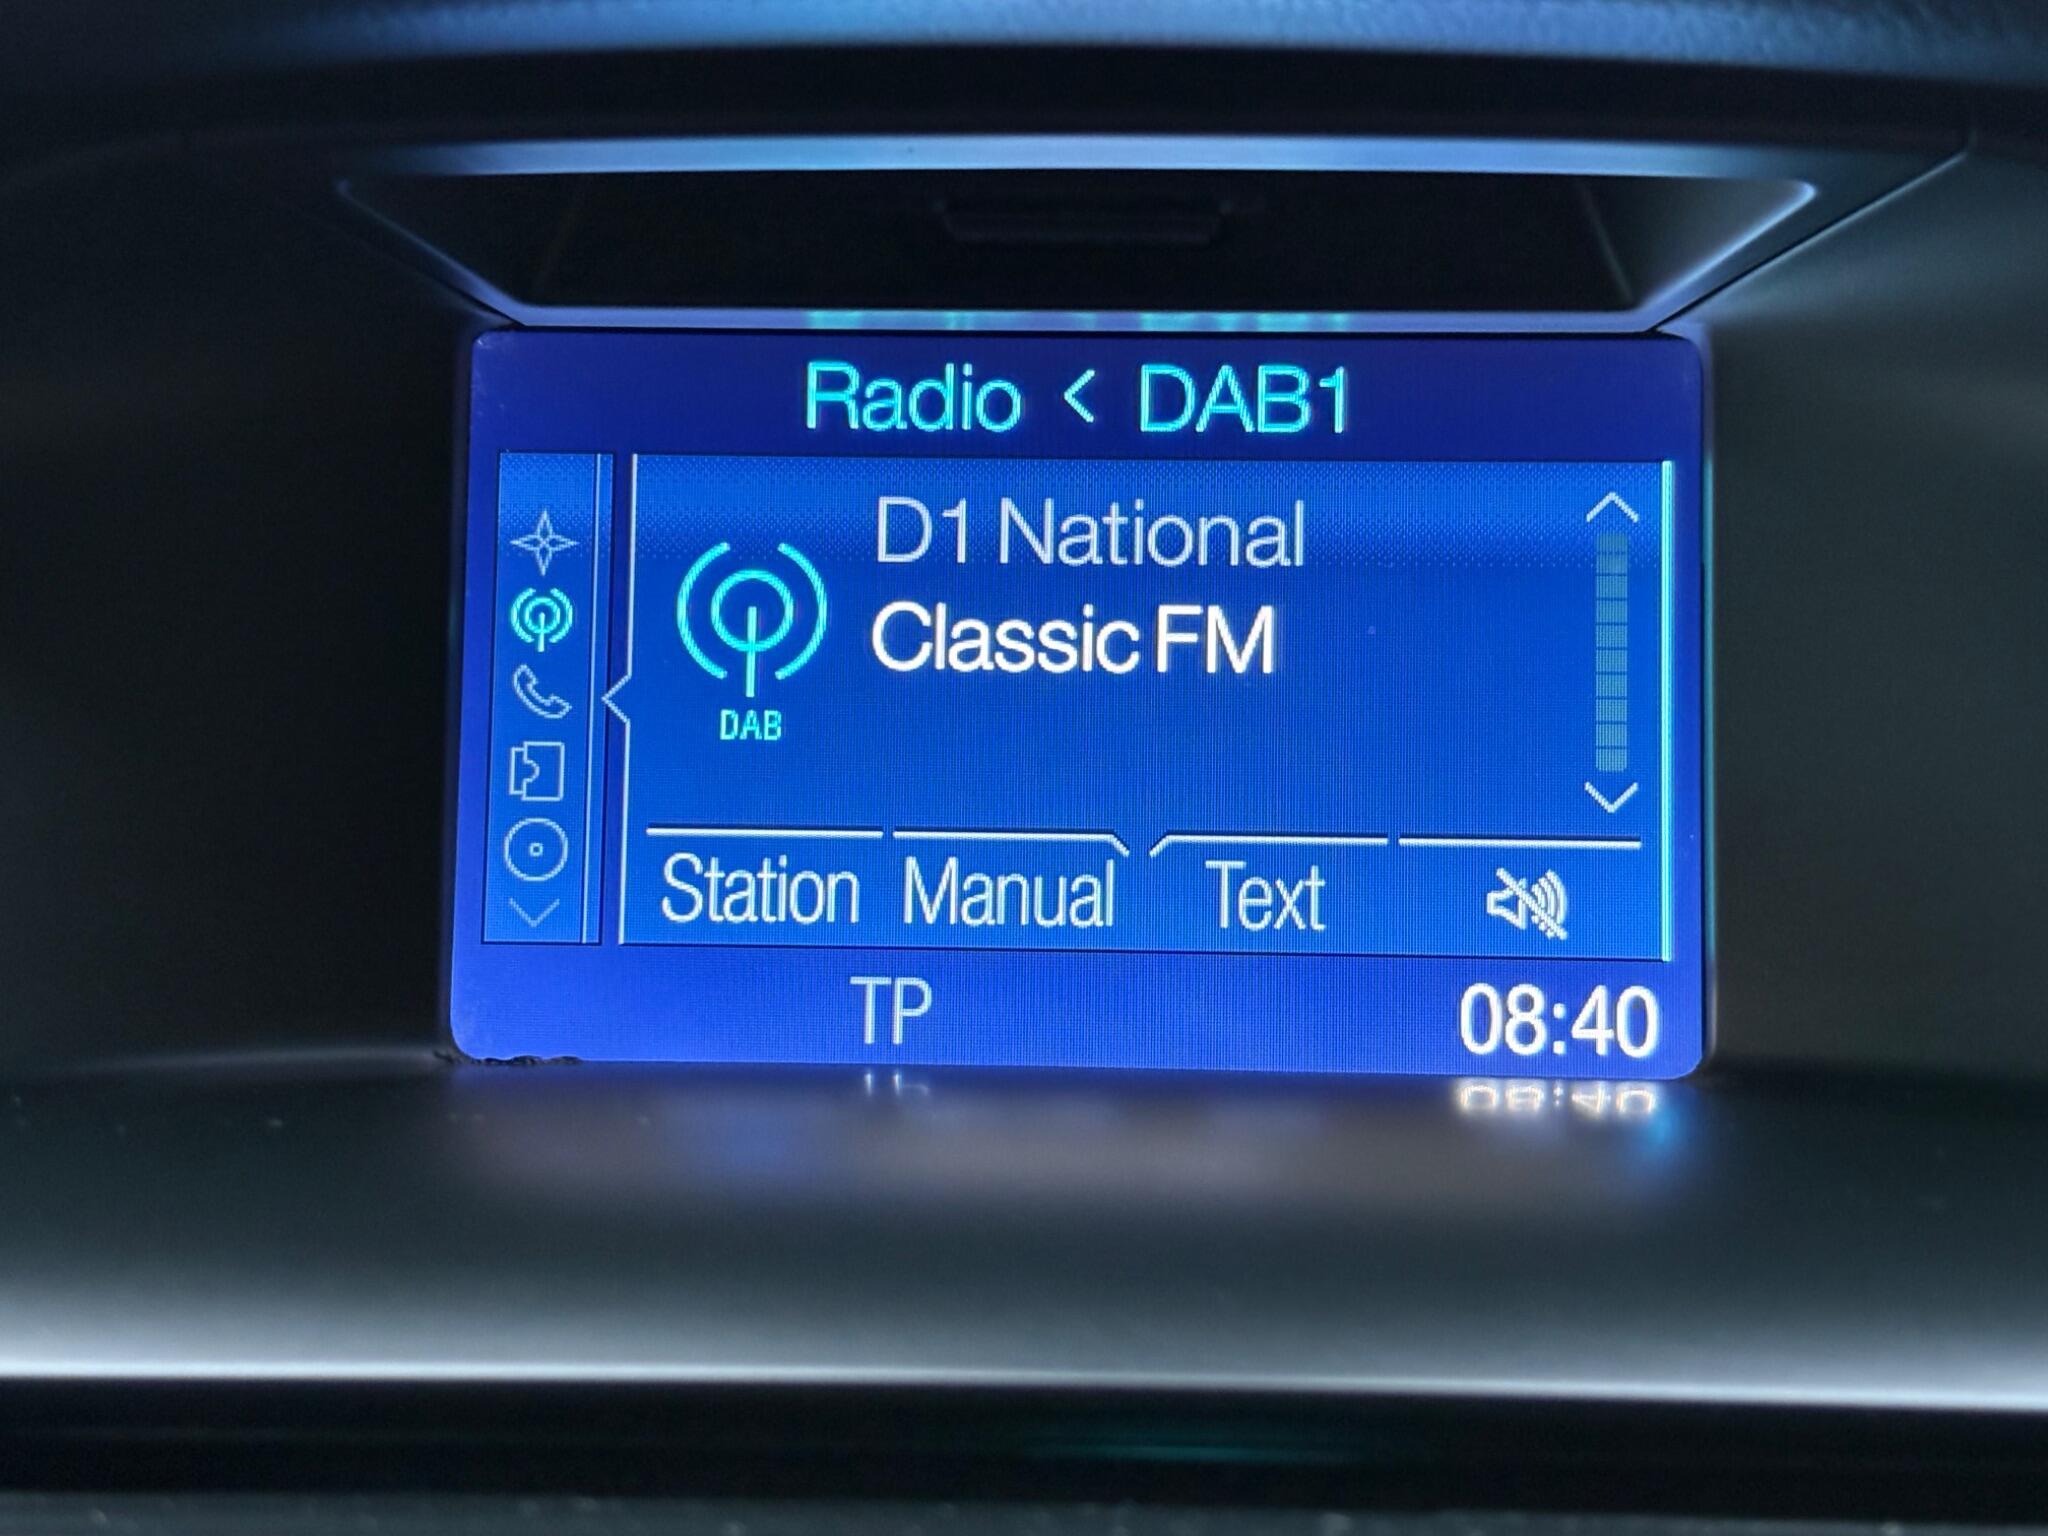 Radio < DAB1
D1 National
Classic FM
DAB
Station Manual Text
TP 08:40